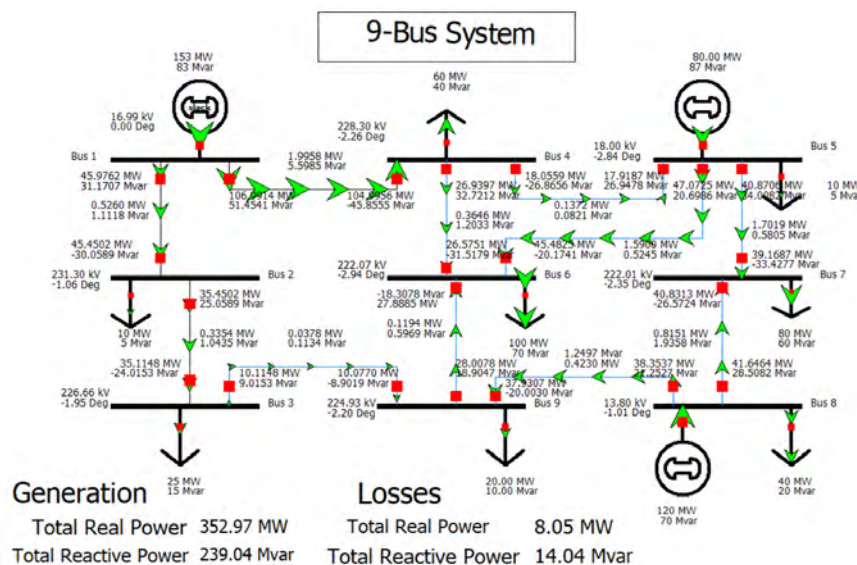 9-Bus System
153 MW
83 Mvar
slack
80.00 MW
87 Mvar
60 MW
40 Mvar
16.99 kV
0.00 Deg
228.30 kV
-2.26 Deg
18.00 kV
-2.84 Deg
Bus 1
Bus 4
Bus 5
1.9958 MW
5.5985 Mvar
45.9762 MW
31.1707 Mvar
51.4541 Mvar
-45.8555 Mvar
26.9397 MW
32.7212 Mvar
18.0559 MW
-26.8656 Mvar
17.9187 MW
26.9478 Mvar
47.0725 MW
20.6986 Mvar
10 MW
5 Mvar
0.1372 MW
0.0821 Mvar
0.5260 MW
1.1118 Mvar
0.3646 MW
1.2033 Mvar
1.7019 MW
0.5805 Mvar
45.4502 MW
-30.0589 Mvar
26.5751 MW
-31.5179 Mvar
45.4825 MW
-20.1741 Mvar
0.5245 Mvar
39.1687 MW
-33.4277 Mvar
231.30 kV
-1.06 Deg
Bus 2
222.07 kV
-2.94 Deg
Bus 6
222.01 kV
-2.35 Deg
Bus 7
35.4502 MW
25.0589 Mvar
-18.3078 MW
27.8885 Mvar
40.8313 MW
-26.5724 Mvar
10 MW
5 Mvar
0.3354 MW
1.0435 Mvar
0.0378 MW
0.1134 Mvar
0.1194 MW
0.5969 Mvar
100 MW
70 Mvar
0.8151 MW
1.9358 Mvar
80 MW
60 Mvar
35.1148 MW
-24.0153 Mvar
10.1148 MW
9.0153 Mvar
10.0770 MW
-8.9019 Mvar
28.0078 MW
37.9307 MW
-20.0030 Mvar
1.2497 MW
0.4230 Mvar
38.3537 MW
41.6464 MW
28.5082 Mvar
226.66 kV
-1.95 Deg
Bus 3
224.93 kV
-2.20 Deg
Bus 9
13.80 kV
-1.01 Deg
Bus 8
25 MW
15 Mvar
20.00 MW
10.00 Mvar
120 MW
70 Mvar
40 MW
20 Mvar
Generation
Total Real Power 352.97 MW
Total Reactive Power 239.04 Mvar
Losses
Total Real Power 8.05 MW
Total Reactive Power 14.04 Mvar